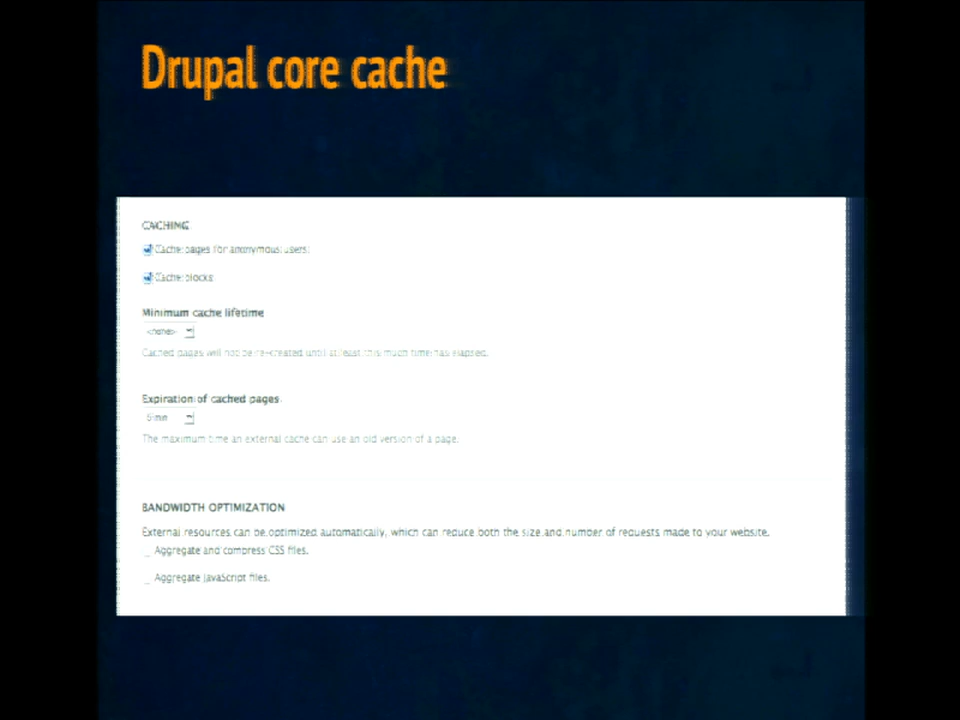 Drupal core cache
CACHING
Cache pages for anonymous users
Cache blocks
Minimum cache lifetime
<none>
Cached pages will not be re-created until at least this much time has elapsed.
Expiration of cached pages
5 min
The maximum time an external cache can use an old version of a page.
BANDWIDTH OPTIMIZATION
External resources can be optimized automatically, which can reduce both the size and number of requests made to your website.
Aggregate and compress CSS files.
Aggregate JavaScript files.